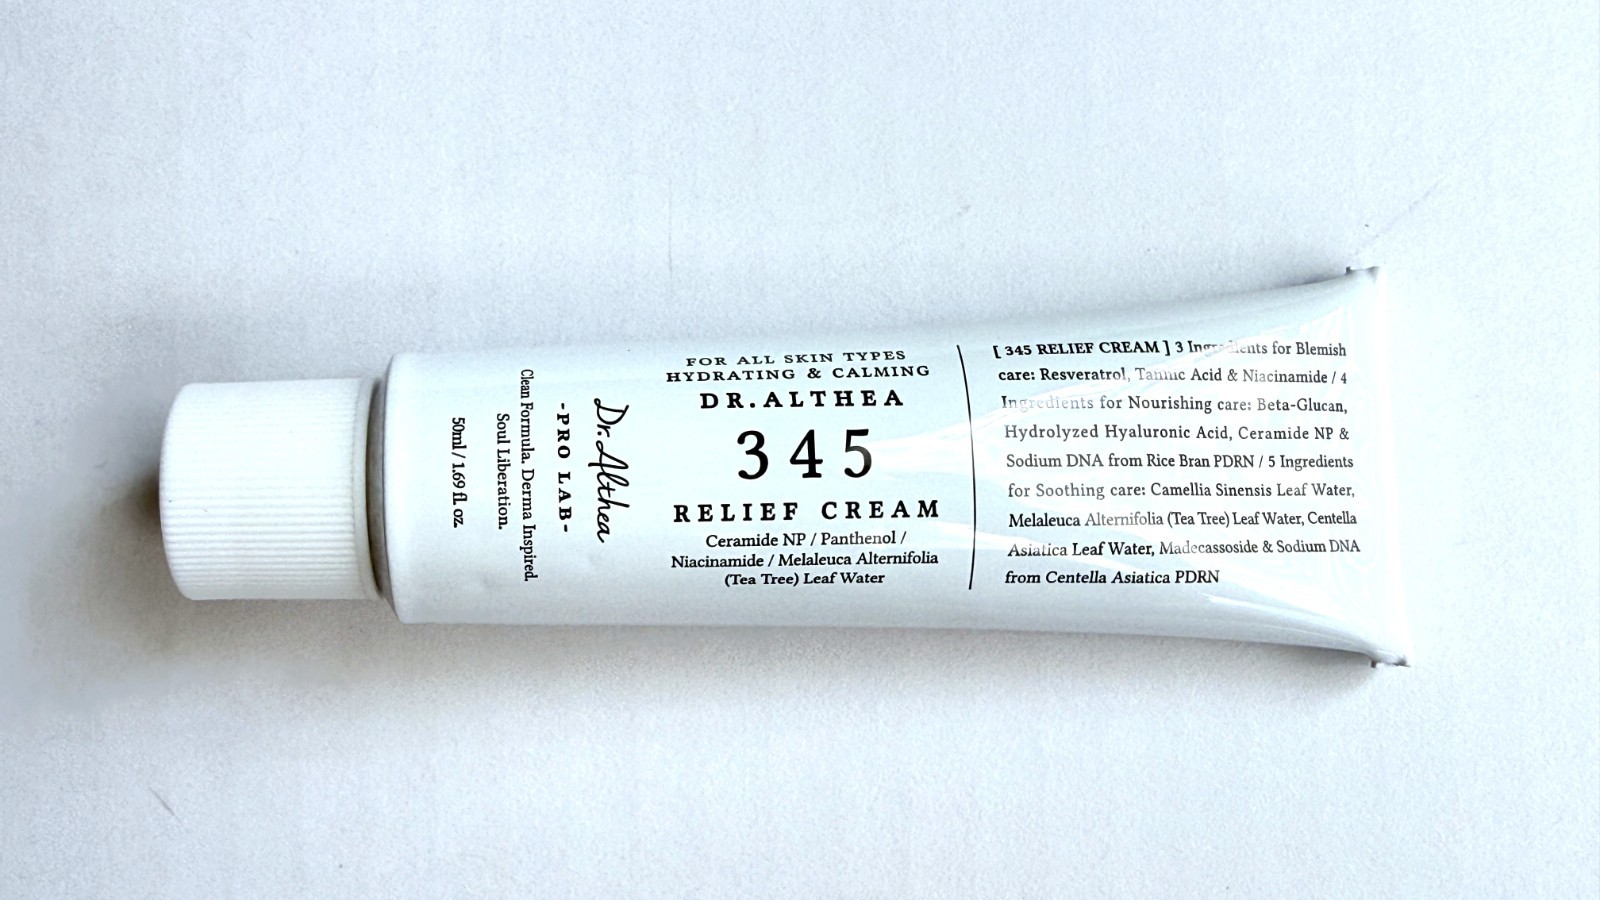 FOR ALL SKIN TYPES
HYDRATING & CALMING
DR.ALTHEA
345
RELIEF CREAM
Ceramide NP / Panthenol /
Niacinamide / Melaleuca Alternifolia
(Tea Tree) Leaf Water
[ 345 RELIEF CREAM ] 3 Ingredients for Blemish
care: Resveratrol, Tannic Acid & Niacinamide / 4
Ingredients for Nourishing care: Beta-Glucan,
Hydrolyzed Hyaluronic Acid, Ceramide NP &
Sodium DNA from Rice Bran PDRN / 5 Ingredients
for Soothing care: Camellia Sinensis Leaf Water,
Melaleuca Alternifolia (Tea Tree) Leaf Water, Centella
Asiatica Leaf Water, Madecassoside & Sodium DNA
from Centella Asiatica PDRN
Dr.Althea
-PRO LAB-
Clean Formula. Derma Inspired.
Soul Liberation.
50ml / 1.69 fl. oz.